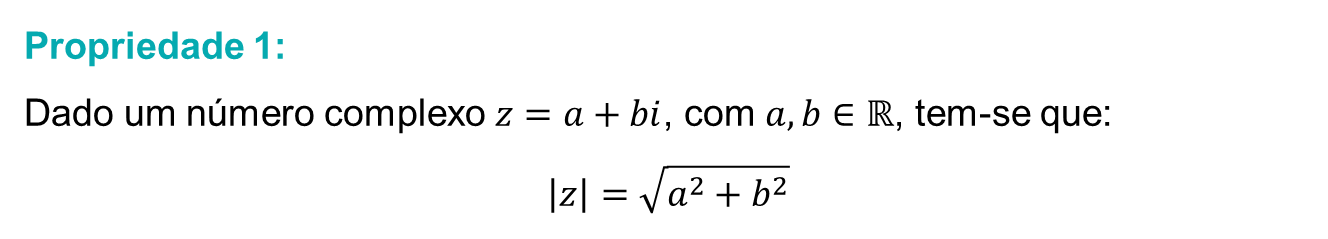 Propriedade 1:
Dado um número complexo z = a + bi, com a, b ∈ ℝ, tem-se que:
|z| = √(a² + b²)